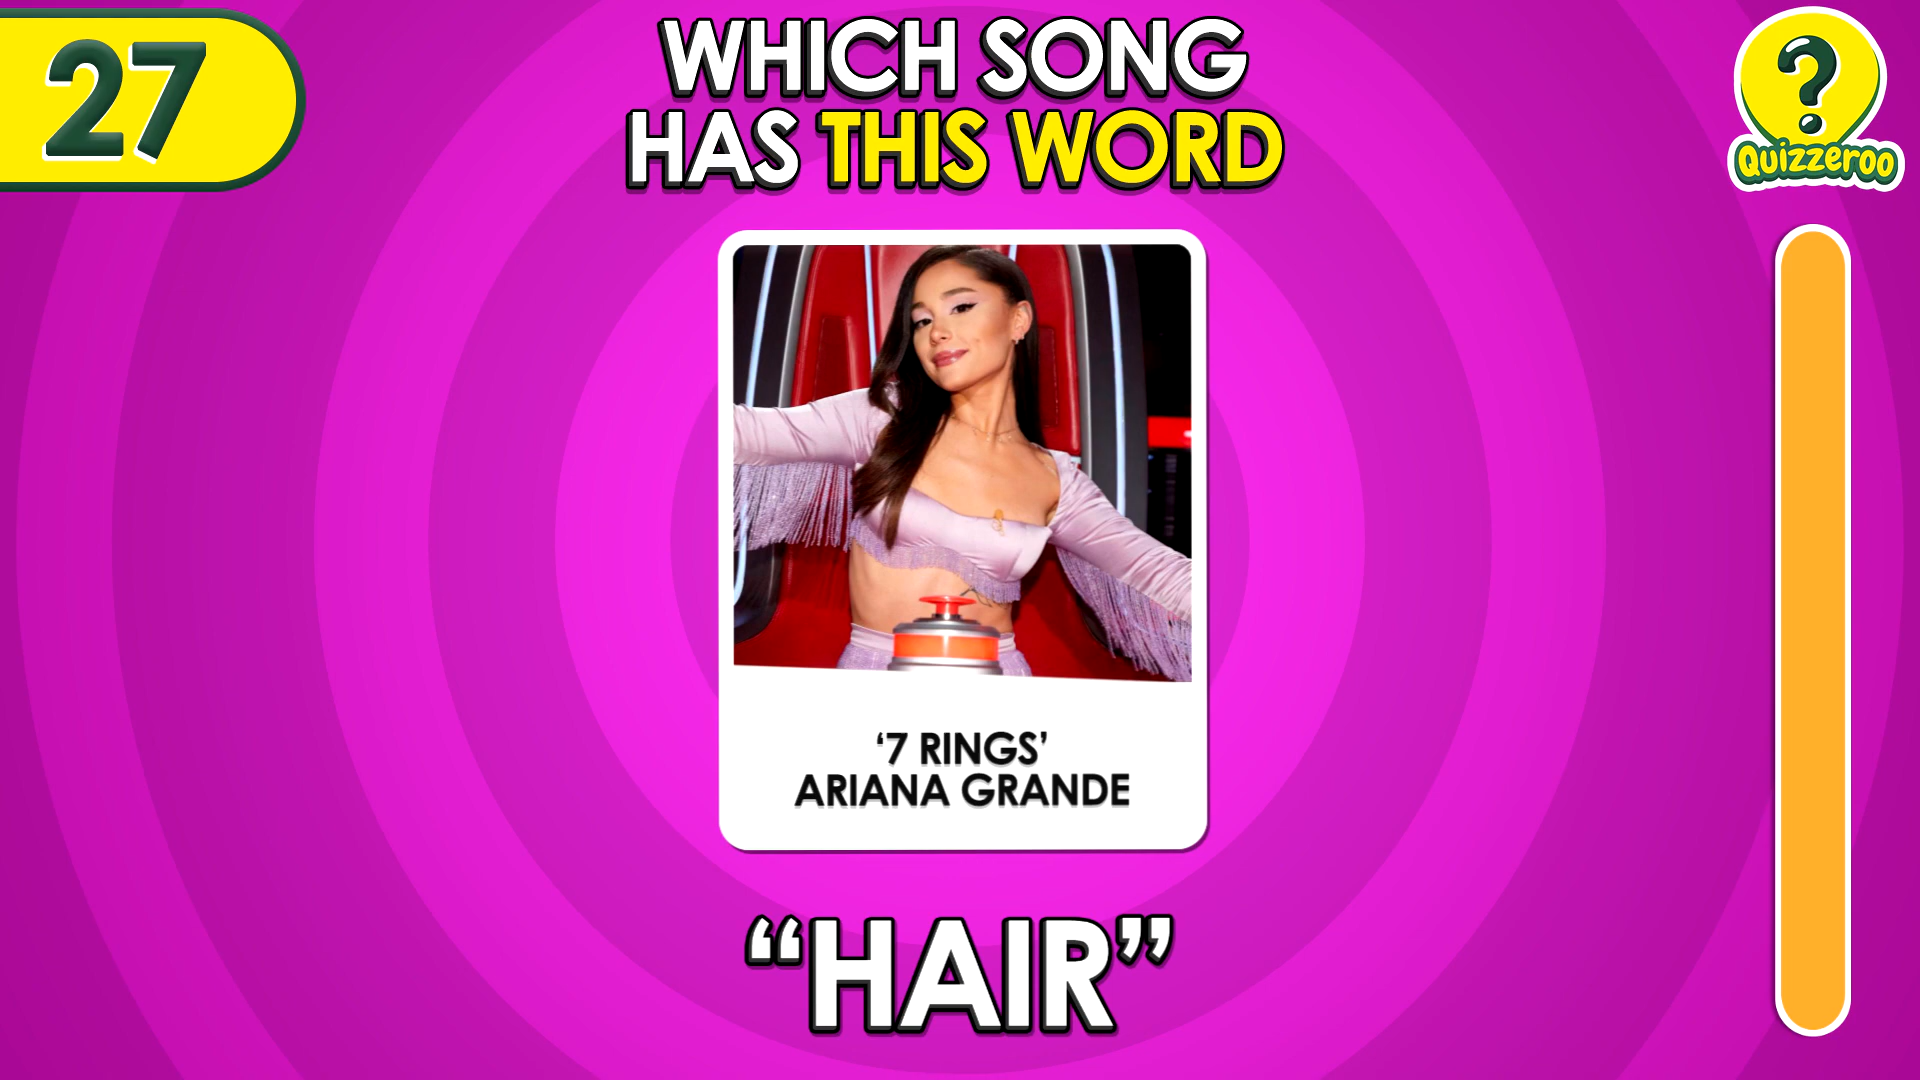 27
WHICH SONG
HAS THIS WORD
?
Quizzeroo
‘7 RINGS’
ARIANA GRANDE
“HAIR”